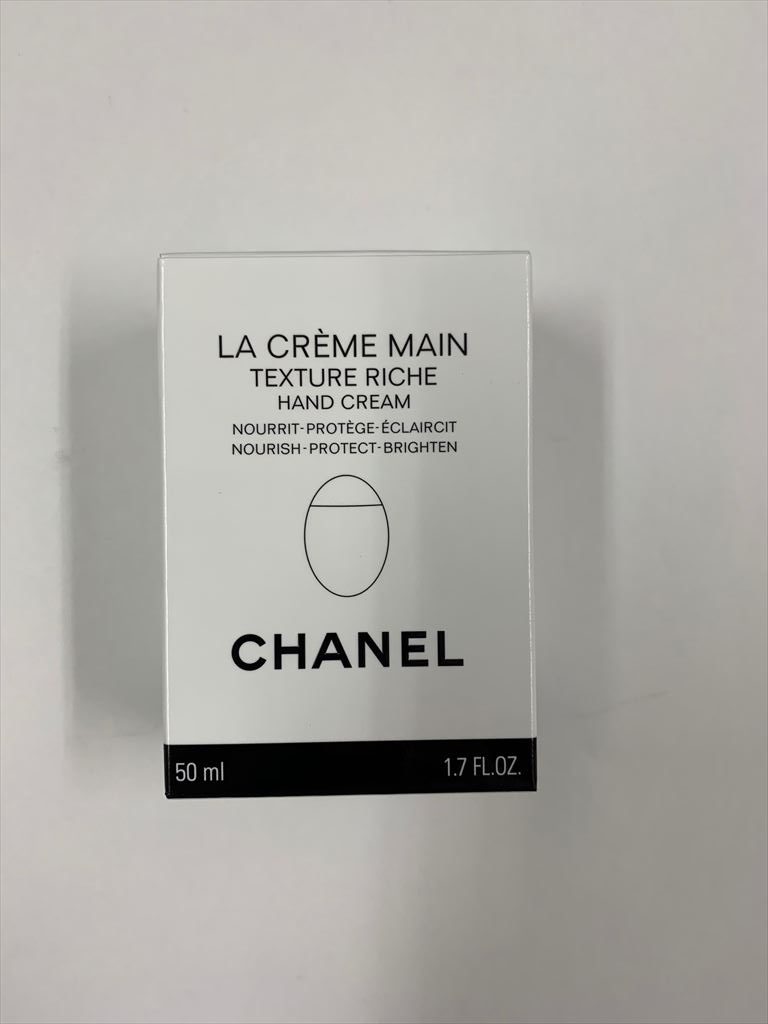 LA CRÈME MAIN
TEXTURE RICHE
HAND CREAM
NOURRIT-PROTÈGE-ÉCLAIRCIT
NOURISH-PROTECT-BRIGHTEN
CHANEL
50 ml 1.7 FL.OZ.